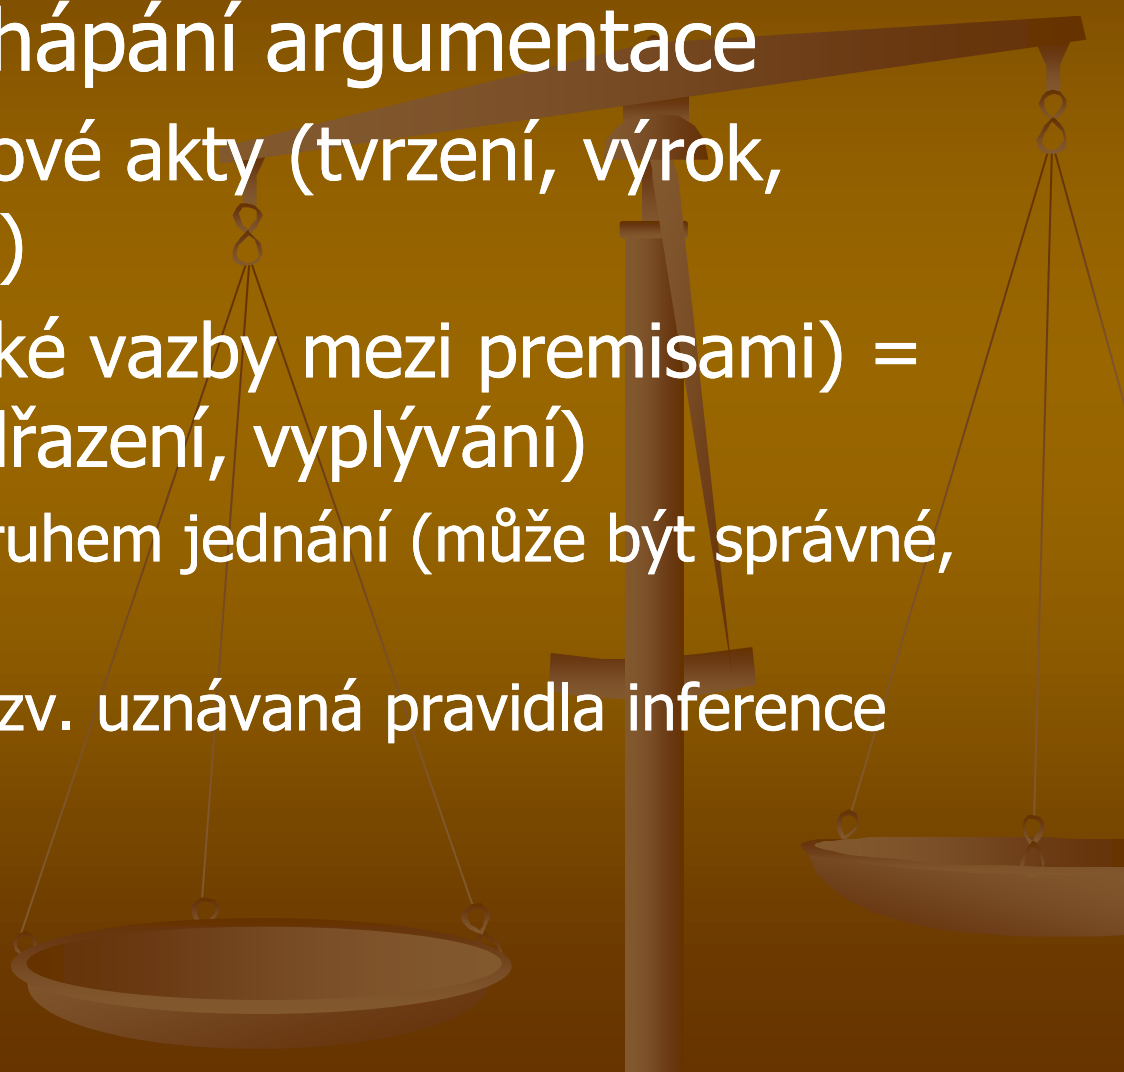 hápání argumentace
ové akty (tvrzení, výrok,
)
ké vazby mezi premisami) =
řazení, vyplývání)
ruhem jednání (může být správné,
zv. uznávaná pravidla inference